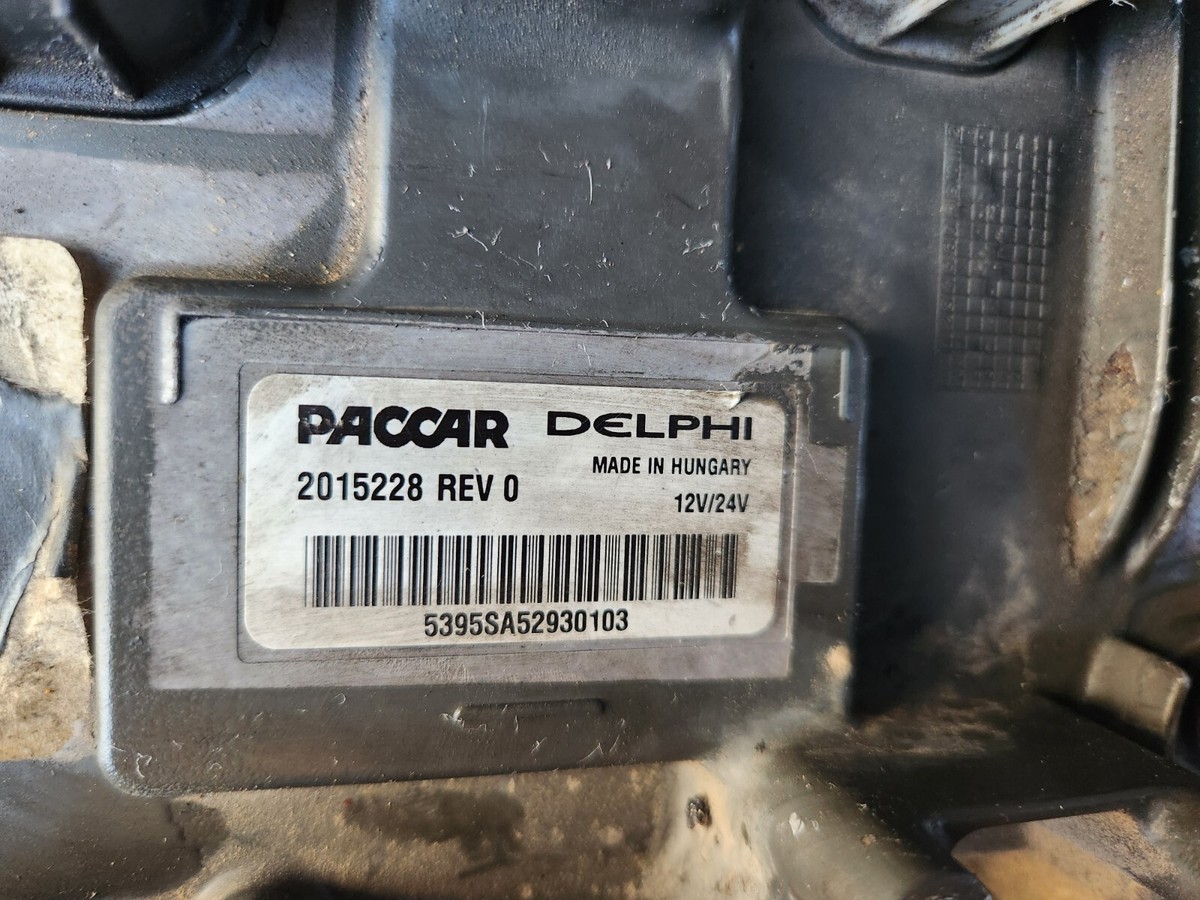 PACCAR DELPHI
MADE IN HUNGARY
2015228 REV 0
12V/24V
5395SA52930103